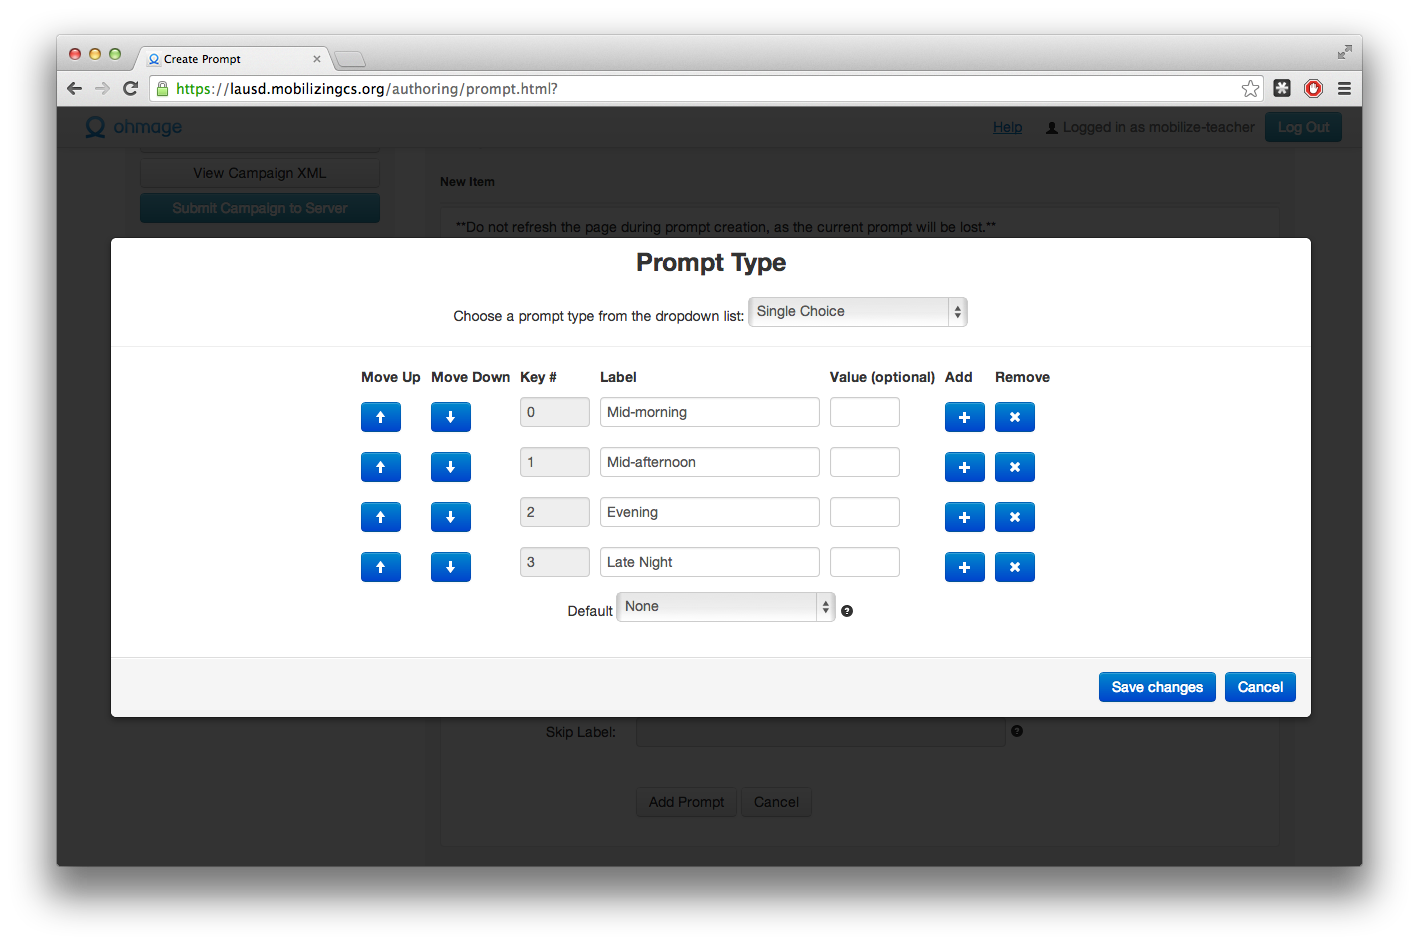 Create Prompt
https://lausd.mobilizingcs.org/authoring/prompt.html?
ohmage
Help
Logged in as mobilize-teacher
Log Out
View Campaign XML
Submit Campaign to Server
New Item
**Do not refresh the page during prompt creation, as the current prompt will be lost.**
Prompt Type
Choose a prompt type from the dropdown list: Single Choice
Move Up Move Down Key # Label Value (optional) Add Remove
0 Mid-morning
1 Mid-afternoon
2 Evening
3 Late Night
Default None
Save changes Cancel
Skip Label:
Add Prompt Cancel